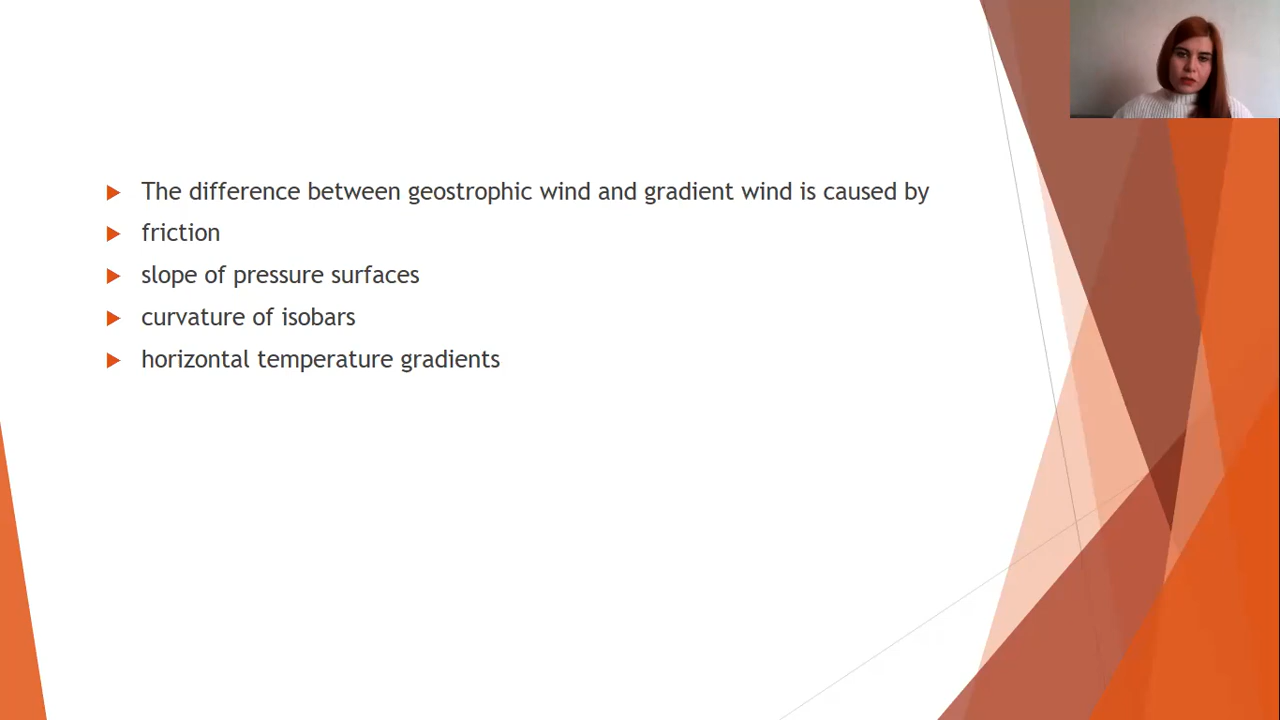 The difference between geostrophic wind and gradient wind is caused by
friction
slope of pressure surfaces
curvature of isobars
horizontal temperature gradients